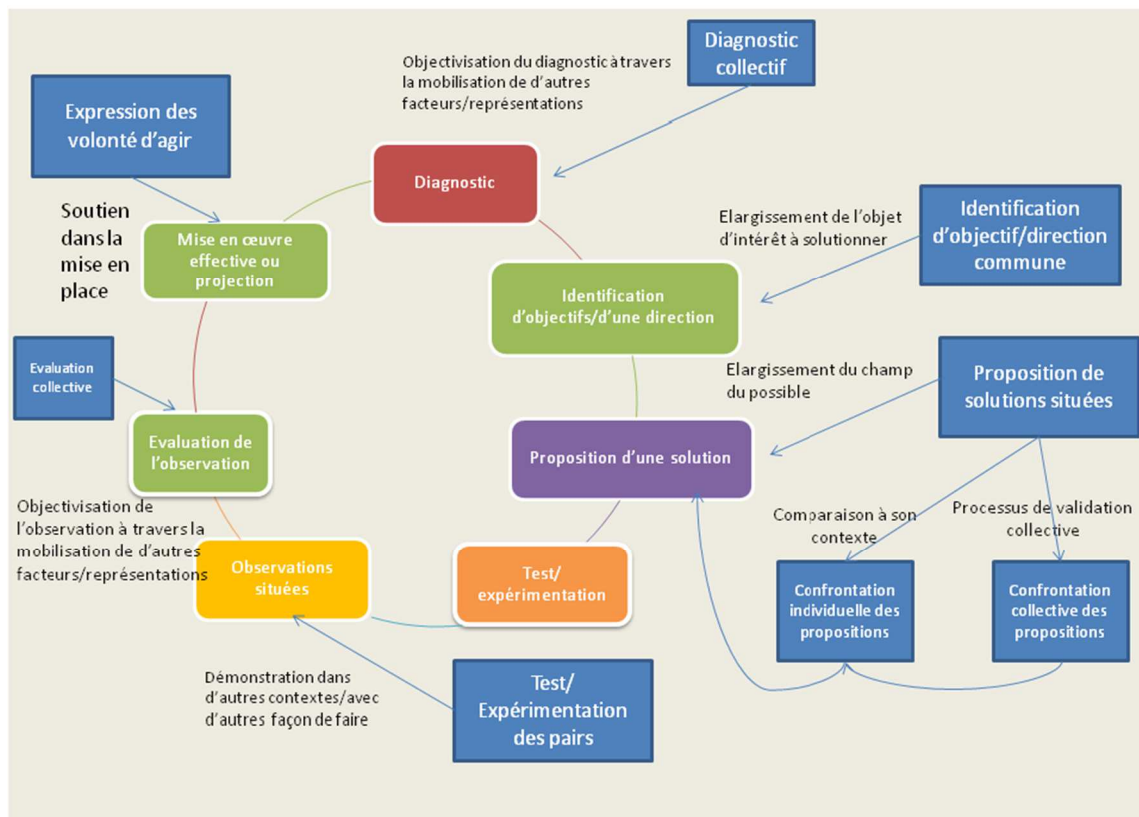 Diagnostic
collectif
Objectivisation du diagnostic à travers
la mobilisation de d'autres
facteurs/représentations
Expression des
volonté d'agir
Diagnostic
Soutien
dans la
mise en
place
Mise en œuvre
effective ou
projection
Elargissement de l'objet
d'intérêt à solutionner
Identification
d'objectif/direction
commune
Identification
d'objectifs/d'une direction
Evaluation
collective
Elargissement du champ
du possible
Proposition de
solutions situées
Evaluation de
l'observation
Proposition d'une solution
Objectivisation de
l'observation à travers la
mobilisation de d'autres
facteurs/représentations
Comparaison à son
contexte
Processus de validation
collective
Observations
situées
Test/
expérimentation
Confrontation
individuelle des
propositions
Confrontation
collective des
propositions
Démonstration dans
d'autres contextes/avec
d'autres façon de faire
Test/
Expérimentation
des pairs